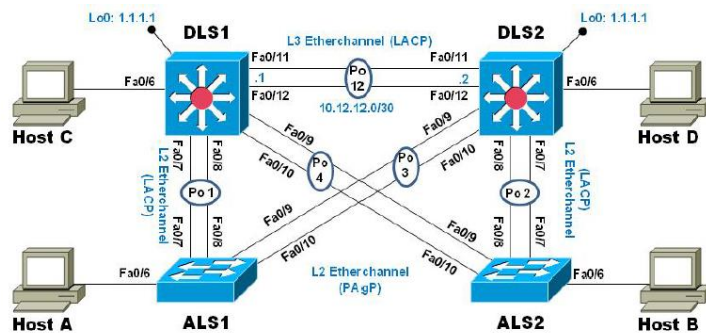 Lo0: 1.1.1.1
DLS1
DLS2
Lo0: 1.1.1.1
L3 Etherchannel (LACP)
Fa0/11
Fa0/11
Fa0/6
.1
Po 12
.2
Fa0/6
Fa0/12
Fa0/12
10.12.12.0/30
Host C
Host D
Fa0/9
Fa0/9
Fa0/7
Fa0/8
Fa0/10
Fa0/10
Fa0/8
Fa0/7
L2 Etherchannel (LACP)
Po 1
Po 4
Po 3
Po 2
L2 Etherchannel (LACP)
Fa0/7
Fa0/8
Fa0/9
Fa0/9
Fa0/8
Fa0/7
Fa0/10
Fa0/10
Fa0/6
L2 Etherchannel (PAgP)
Fa0/6
Host A
ALS1
ALS2
Host B